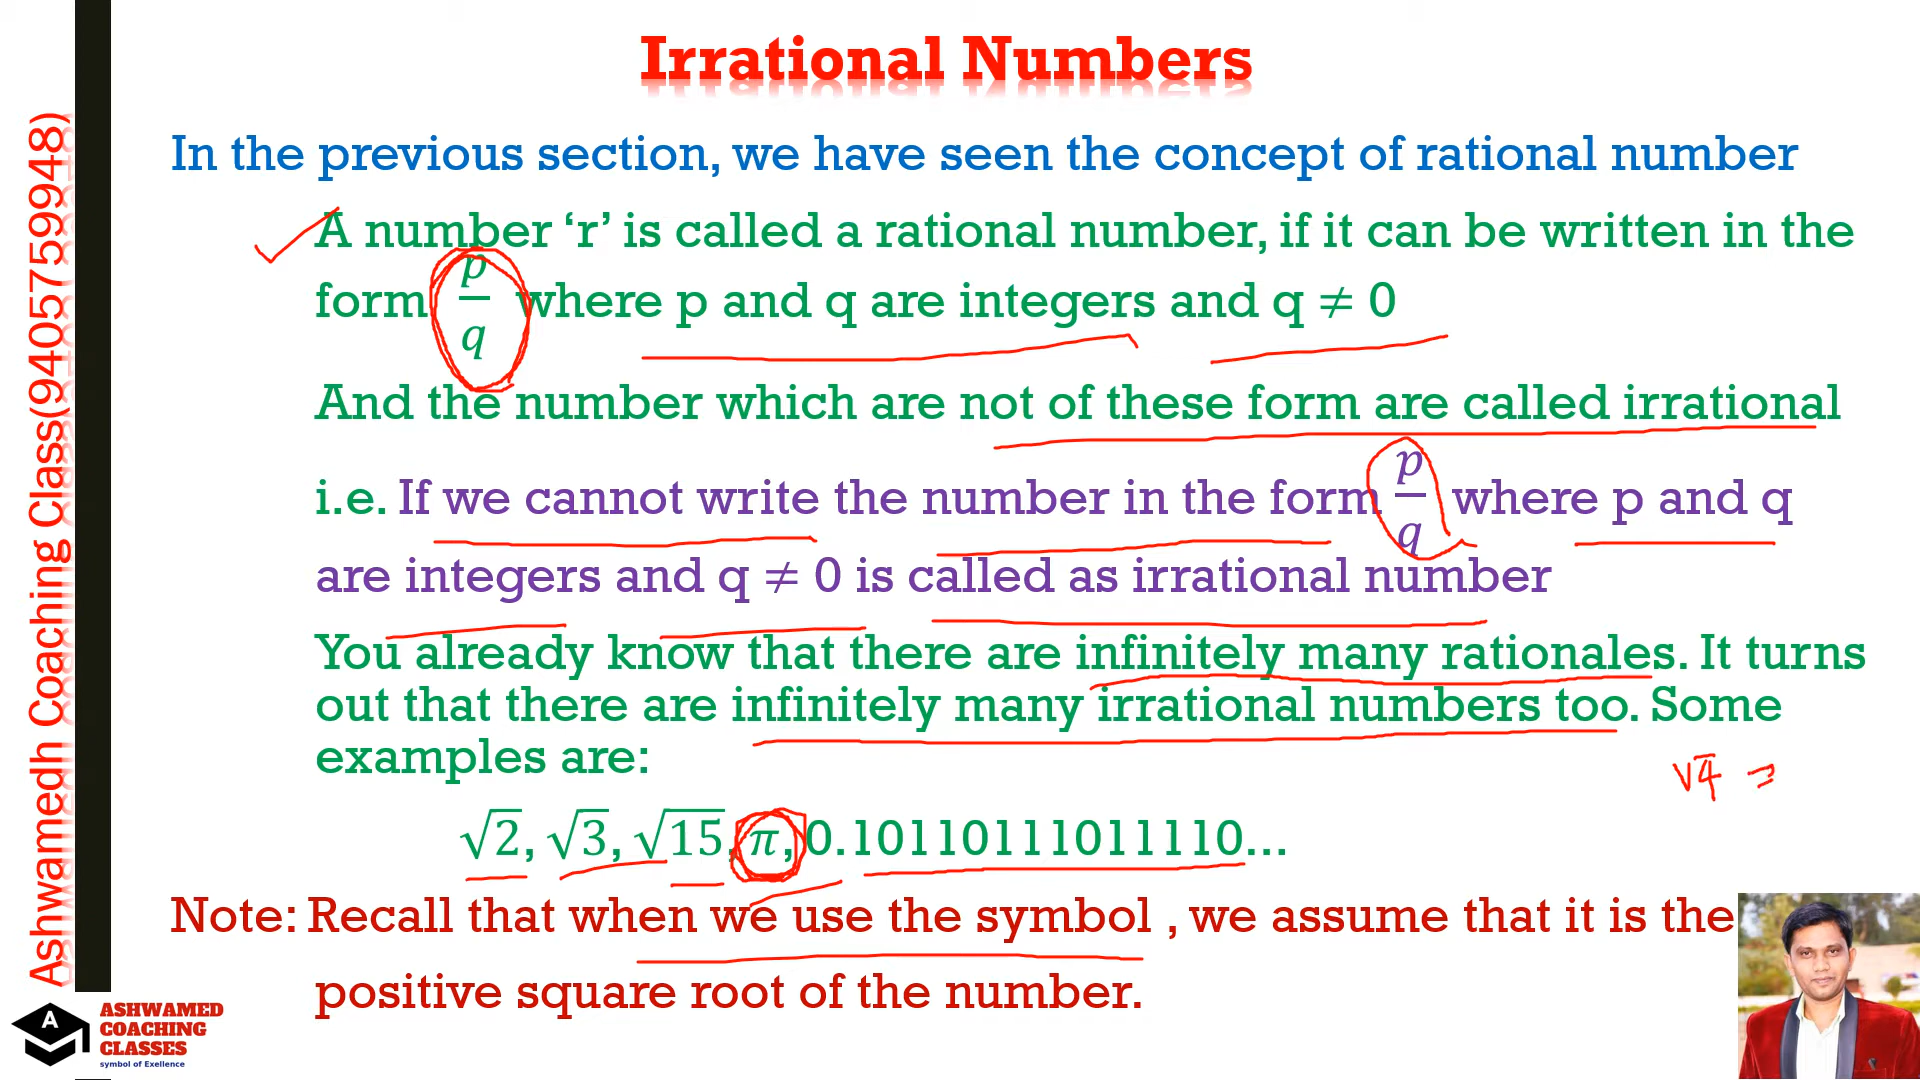 Irrational Numbers
In the previous section, we have seen the concept of rational number
A number ‘r’ is called a rational number, if it can be written in the
form p/q where p and q are integers and q ≠ 0
And the number which are not of these form are called irrational
i.e. If we cannot write the number in the form p/q where p and q
are integers and q ≠ 0 is called as irrational number
You already know that there are infinitely many rationales. It turns
out that there are infinitely many irrational numbers too. Some
examples are:
√4 =
√2, √3, √15, π, 0.10110111011110...
Note: Recall that when we use the symbol , we assume that it is the
positive square root of the number.
Ashwamedh Coaching Class(9405759948)
A
ASHWAMED
COACHING
CLASSES
symbol of Exellence